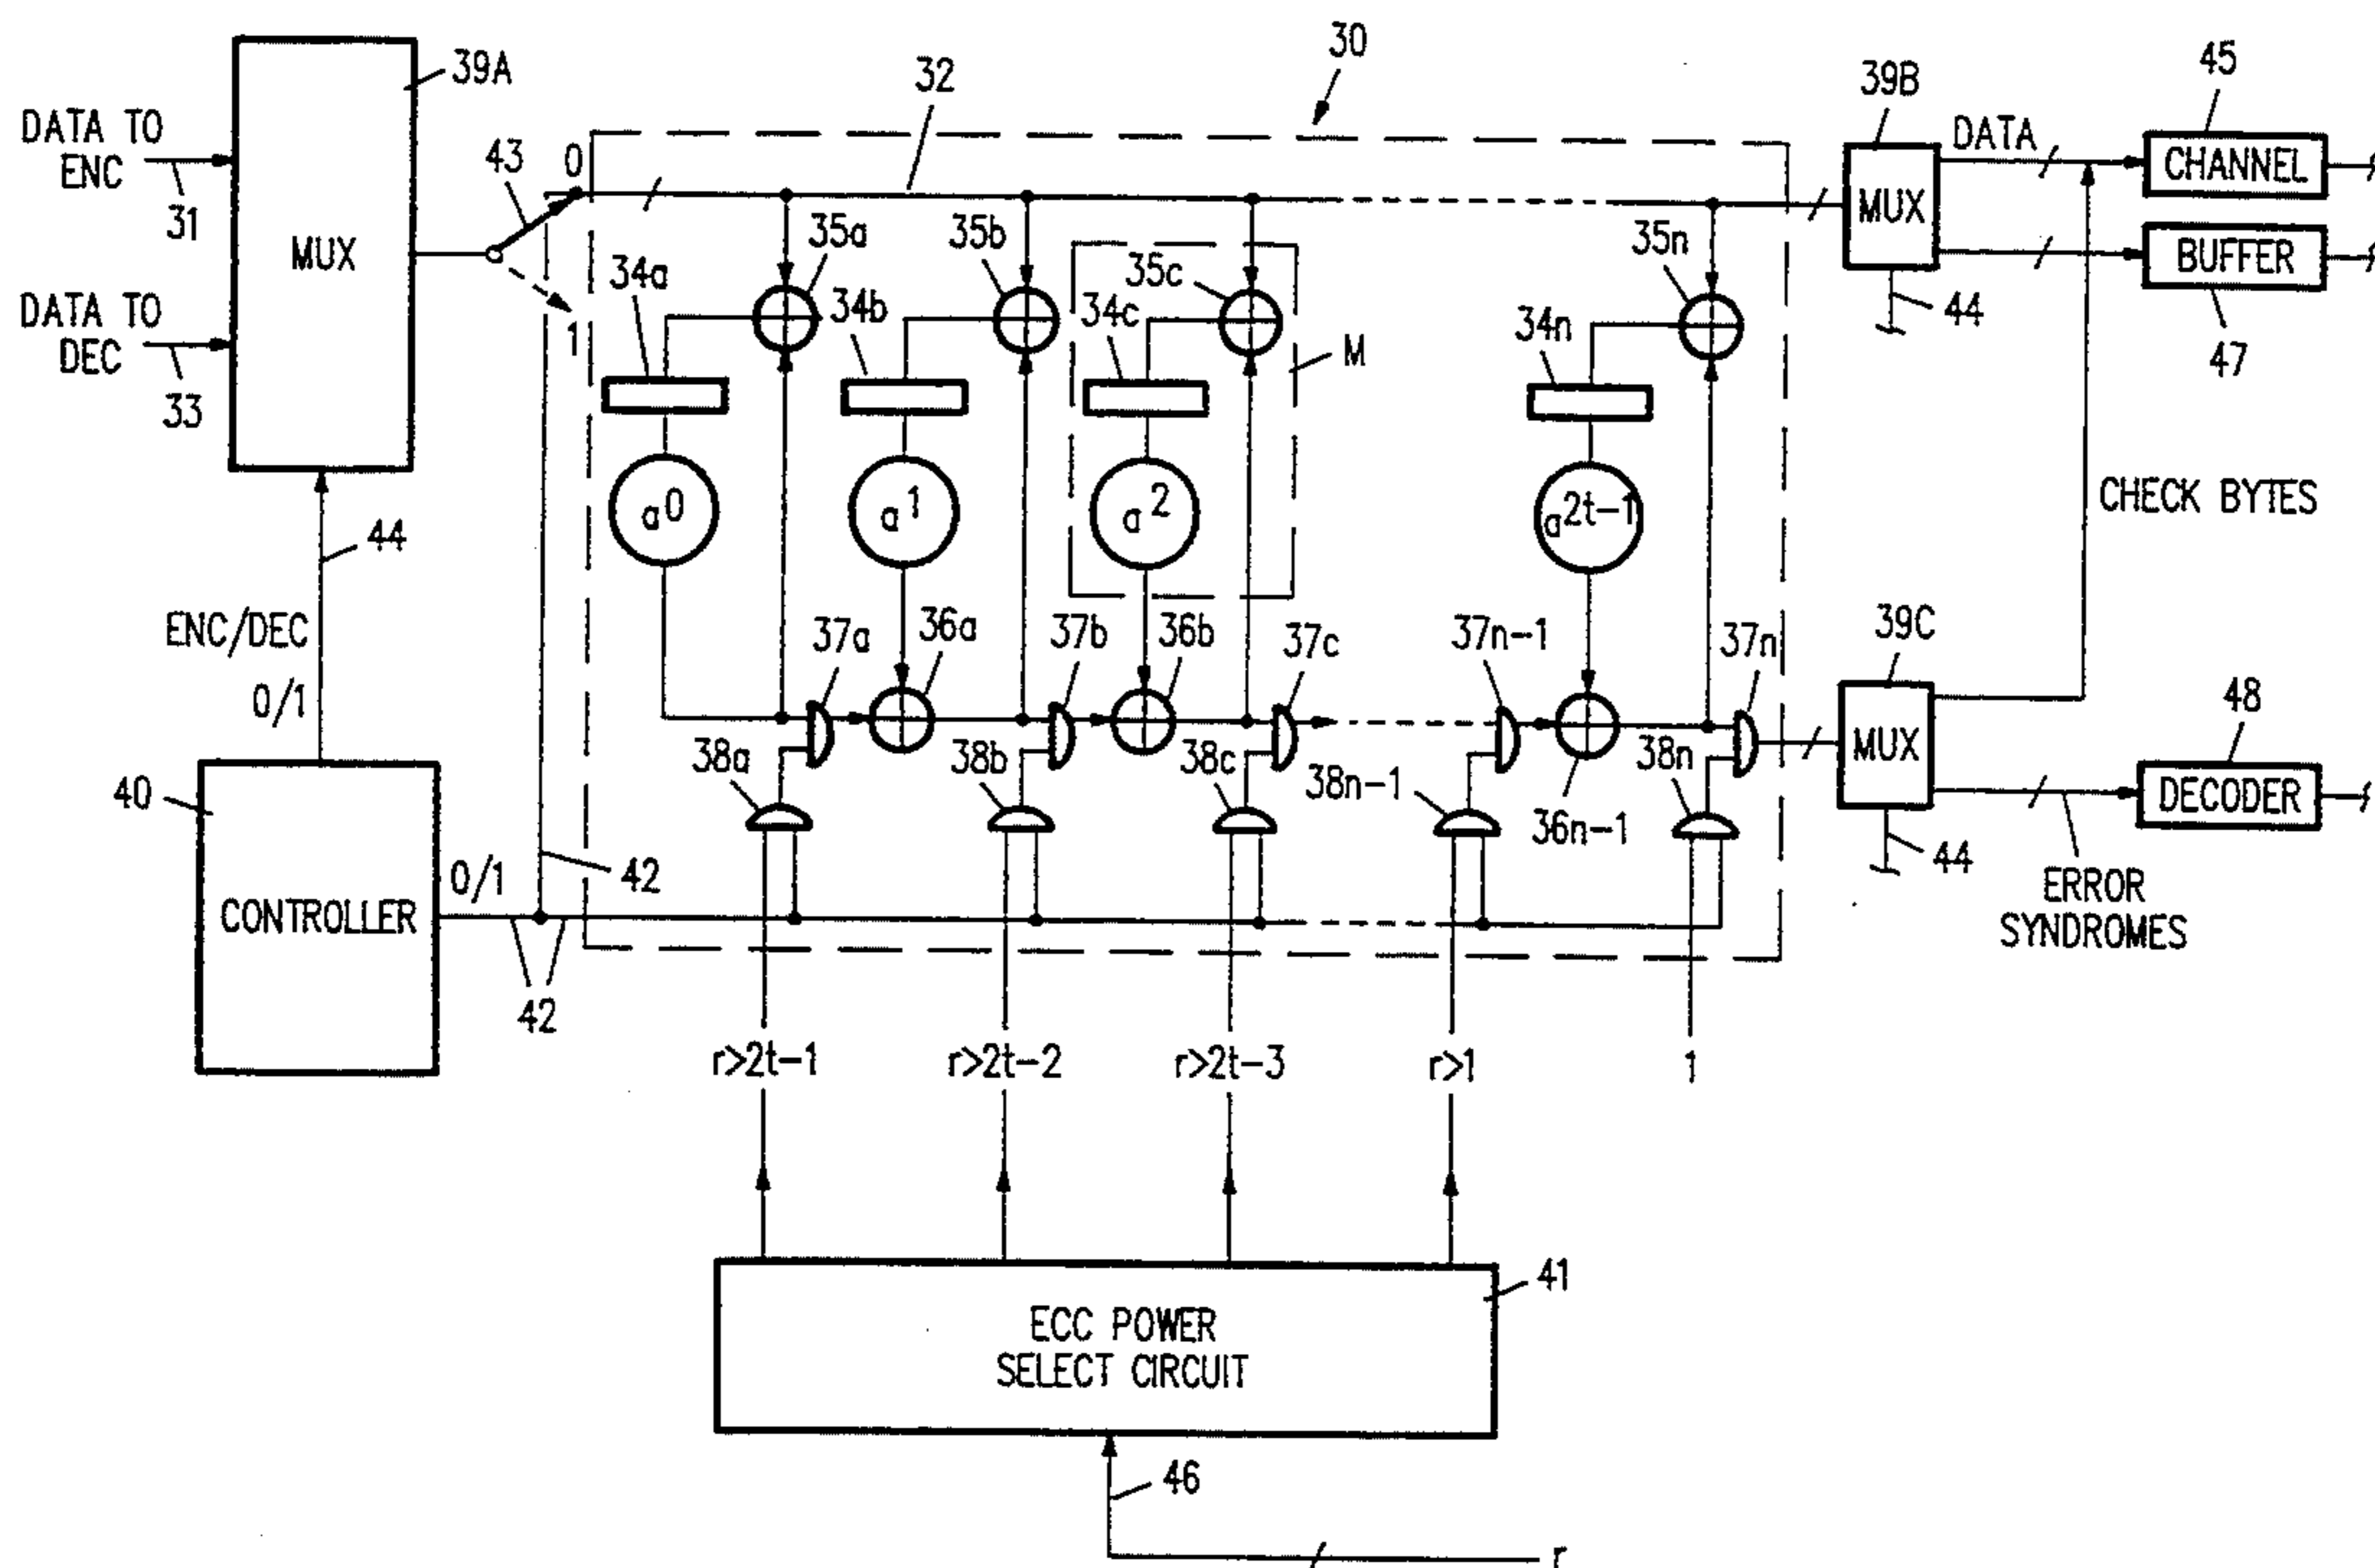 30
39A
32
39B
45
DATA TO
ENC
31
43
0
DATA
CHANNEL
MUX
MUX
35a
35b
35c
35n
BUFFER
47
44
34a
34b
34c
34n
M
DATA TO
DEC
33
1
a0
a1
a2
a2t-1
CHECK BYTES
44
ENC/DEC
0/1
37a
36a
37b
36b
37c
37n-1
37n
39C
48
40
38a
38b
38c
38n-1
36n-1
38n
MUX
DECODER
44
CONTROLLER
0/1
42
42
ERROR
SYNDROMES
r>2t-1
r>2t-2
r>2t-3
r>1
1
41
ECC POWER
SELECT CIRCUIT
46
r